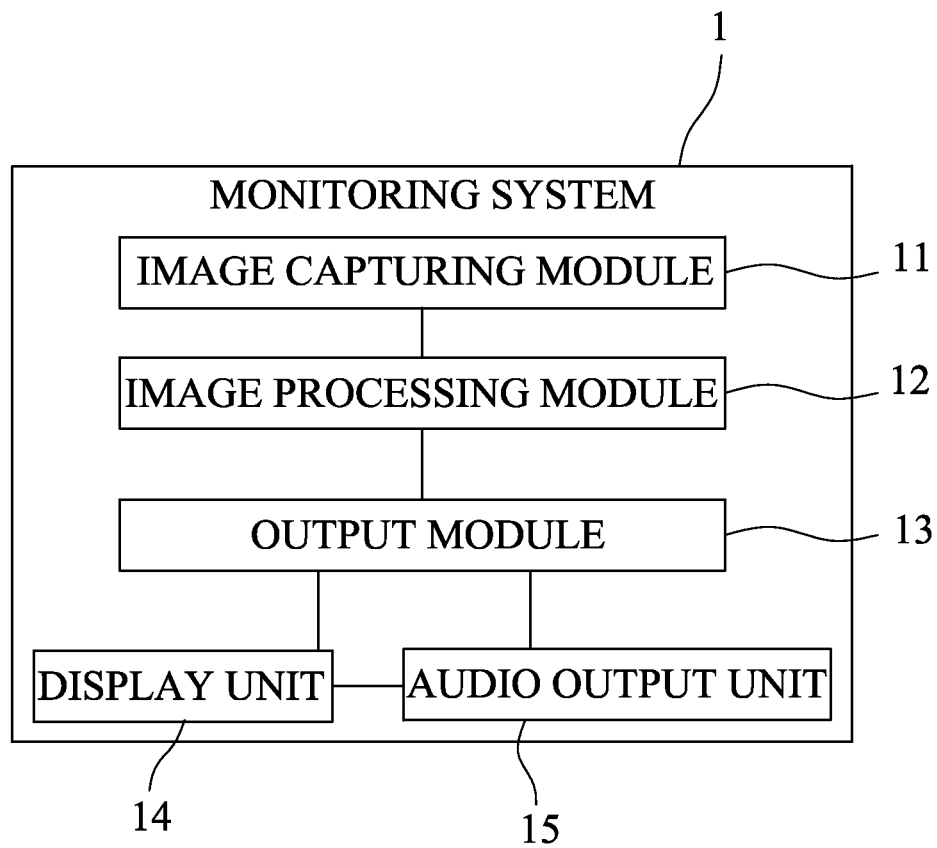 1
MONITORING SYSTEM
IMAGE CAPTURING MODULE
11
IMAGE PROCESSING MODULE
12
OUTPUT MODULE
13
DISPLAY UNIT
AUDIO OUTPUT UNIT
14
15